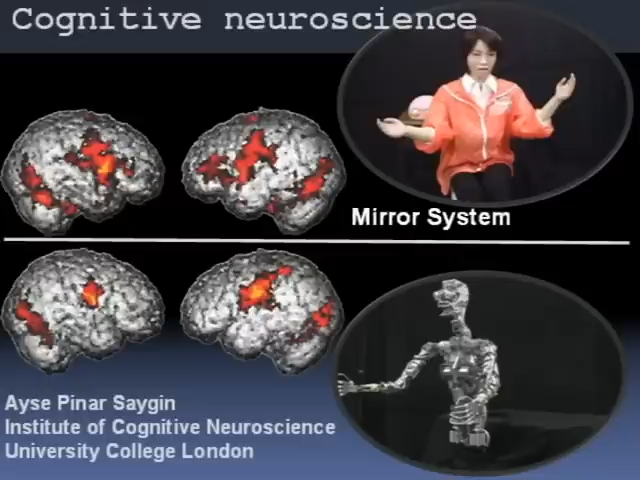 Cognitive neuroscience
Mirror System
Ayse Pinar Saygin
Institute of Cognitive Neuroscience
University College London